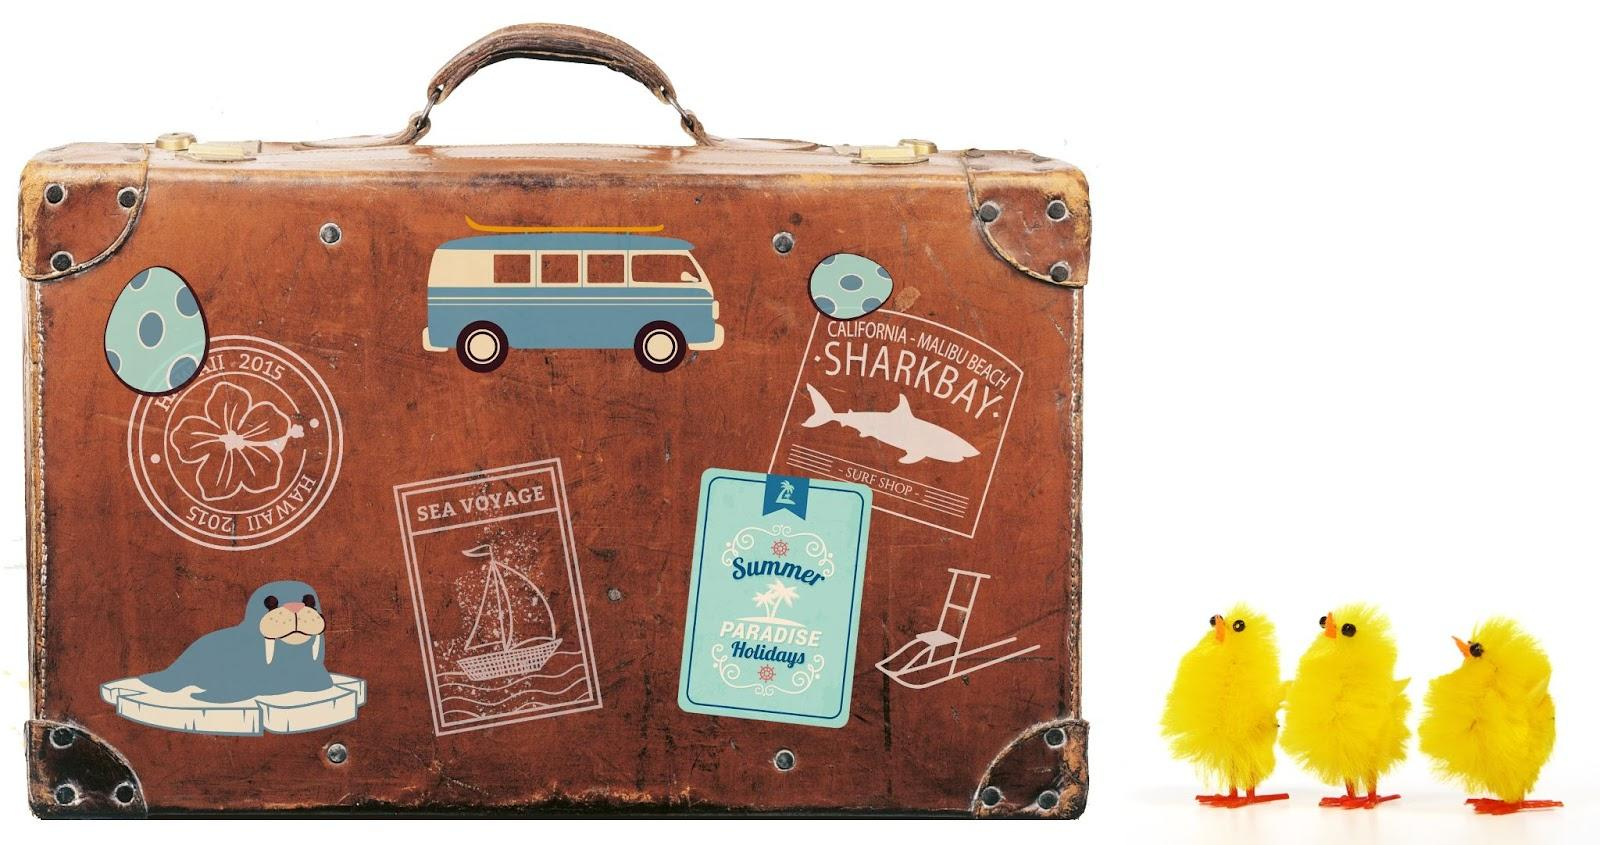 HAWAII · 2015
HAWAII 2015
SEA VOYAGE
CALIFORNIA - MALIBU BEACH
·SHARKBAY·
- SURF SHOP -
Summer
PARADISE
Holidays